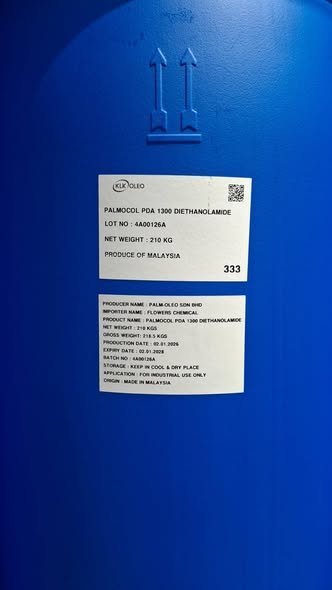 KLK OLEO
PALMOCOL PDA 1300 DIETHANOLAMIDE
LOT NO : 4A00126A
NET WEIGHT : 210 KG
PRODUCE OF MALAYSIA
333
PRODUCER NAME : PALM-OLEO SDN BHD
IMPORTER NAME : FLOWERS CHEMICAL
PRODUCT NAME : PALMOCOL PDA 1300 DIETHANOLAMIDE
NET WEIGHT : 210 KGS
GROSS WEIGHT: 218.5 KGS
PRODUCTION DATE : 02.01.2026
EXPIRY DATE : 02.01.2028
BATCH NO : 4A00126A
STORAGE : KEEP IN COOL & DRY PLACE
APPLICATION : FOR INDUSTRIAL USE ONLY
ORIGIN : MADE IN MALAYSIA